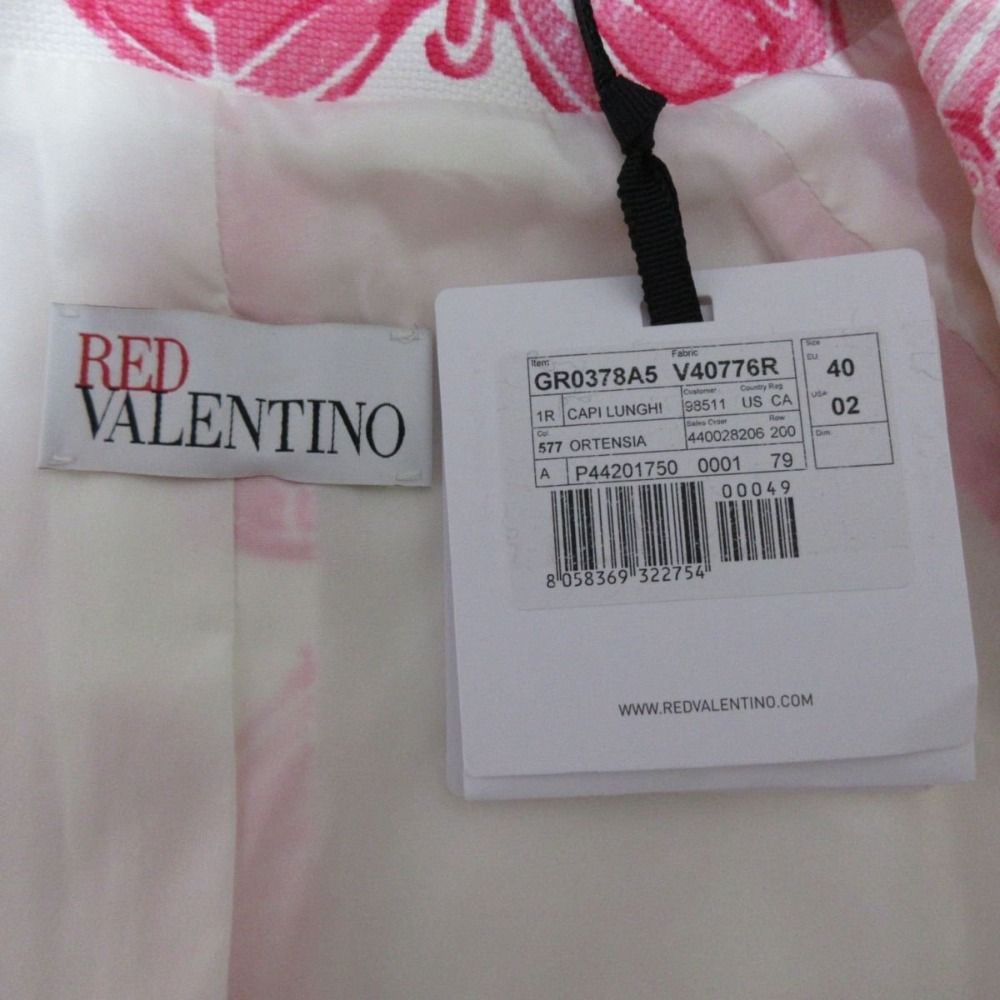 RED
VALENTINO
Item Fabric
GR0378A5 V40776R
1R CAPI LUNGHI
Customer Country Reg
98511 US CA
Col.
577 ORTENSIA
Sales Order Row
440028206 200
A P44201750 0001 79
Size
EU
40
USA
02
Dim.
00049
8 058369 322754
WWW.REDVALENTINO.COM